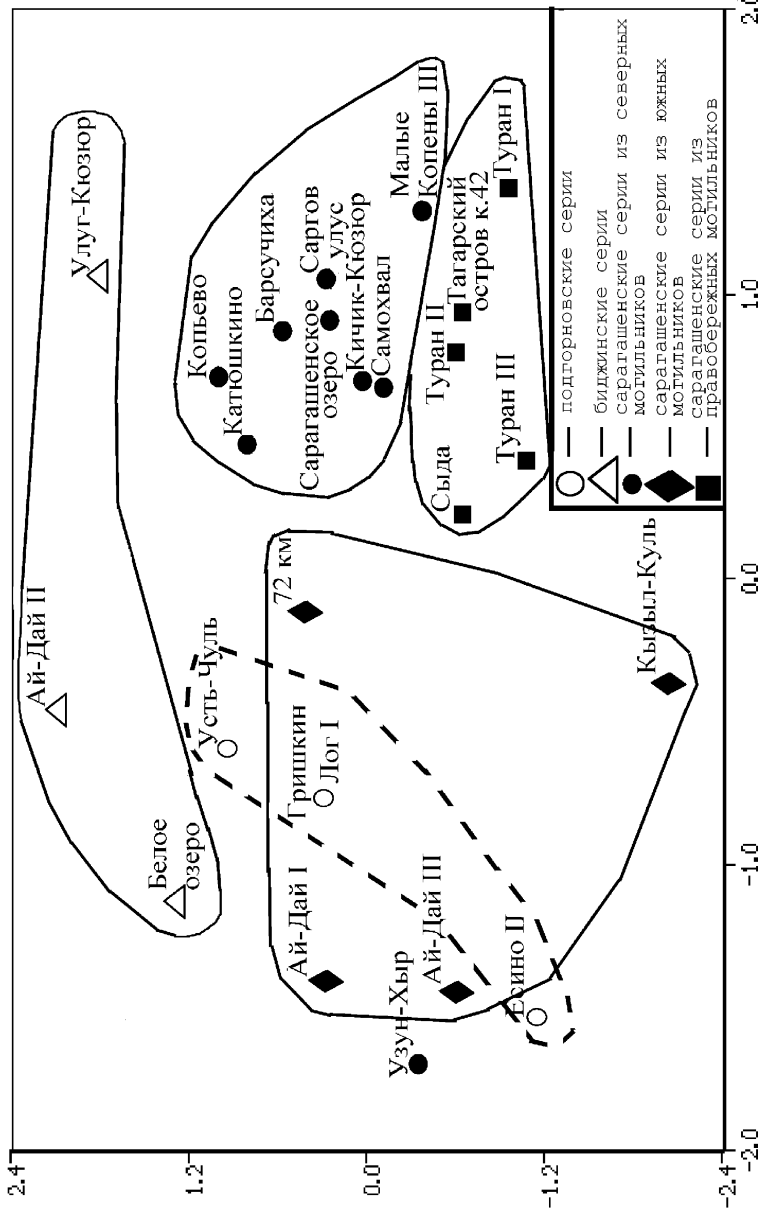 Улуг-Кюзюр
Ай-Дай II
Белое
озеро
Усть-Чуль
Копьево
Катюшкино
Барсучиха
Саргов
улус
Сарагашенское
озеро
Кичик-Кюзюр
Самохвал
Малые
Копены III
Гришкин
Лог I
72 км
Ай-Дай I
Ай-Дай III
Узун-Хыр
Есино II
Кызыл-Куль
Сыда
Туран II
Тагарский
остров к.42
Туран III
Туран I
— подгорновские серии
— биджинские серии
— сарагашенские серии из северных
могильников
— сарагашенские серии из южных
могильников
— сарагашенские серии из
правобережных могильников
2.4
1.2
0.0
-1.2
-2.4
-2.0
-1.0
0.0
1.0
2.0